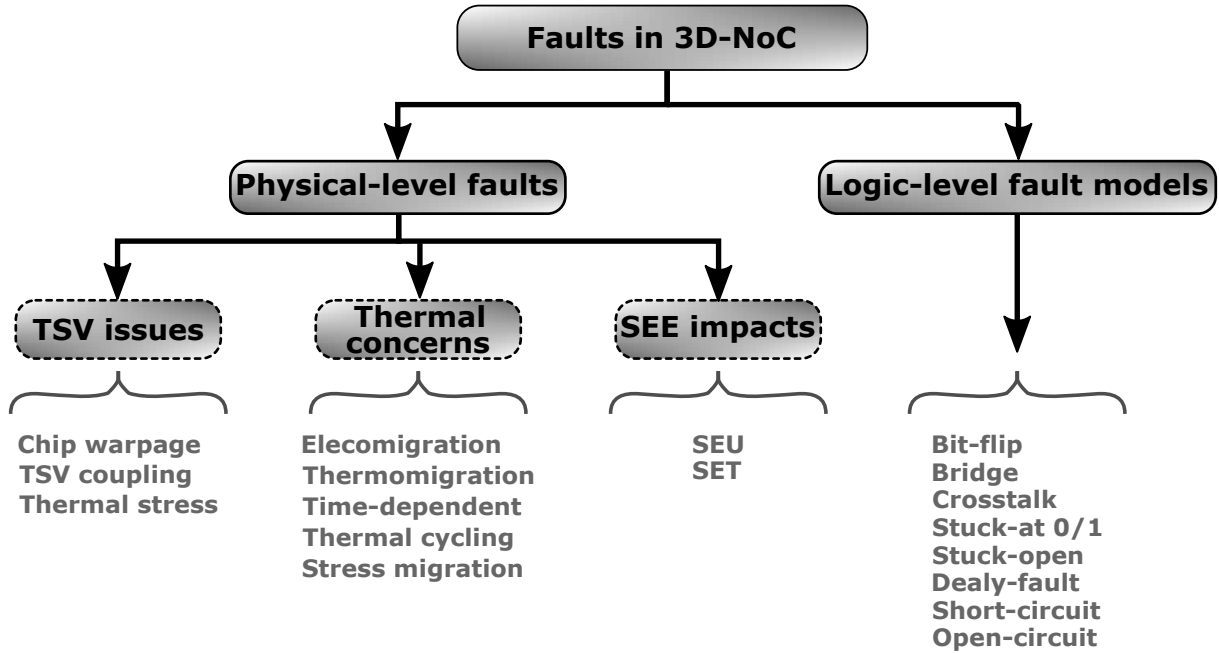 Faults in 3D-NoC
Physical-level faults
Logic-level fault models
TSV issues
Thermal
concerns
SEE impacts
Chip warpage
TSV coupling
Thermal stress
Elecomigration
Thermomigration
Time-dependent
Thermal cycling
Stress migration
SEU
SET
Bit-flip
Bridge
Crosstalk
Stuck-at 0/1
Stuck-open
Dealy-fault
Short-circuit
Open-circuit